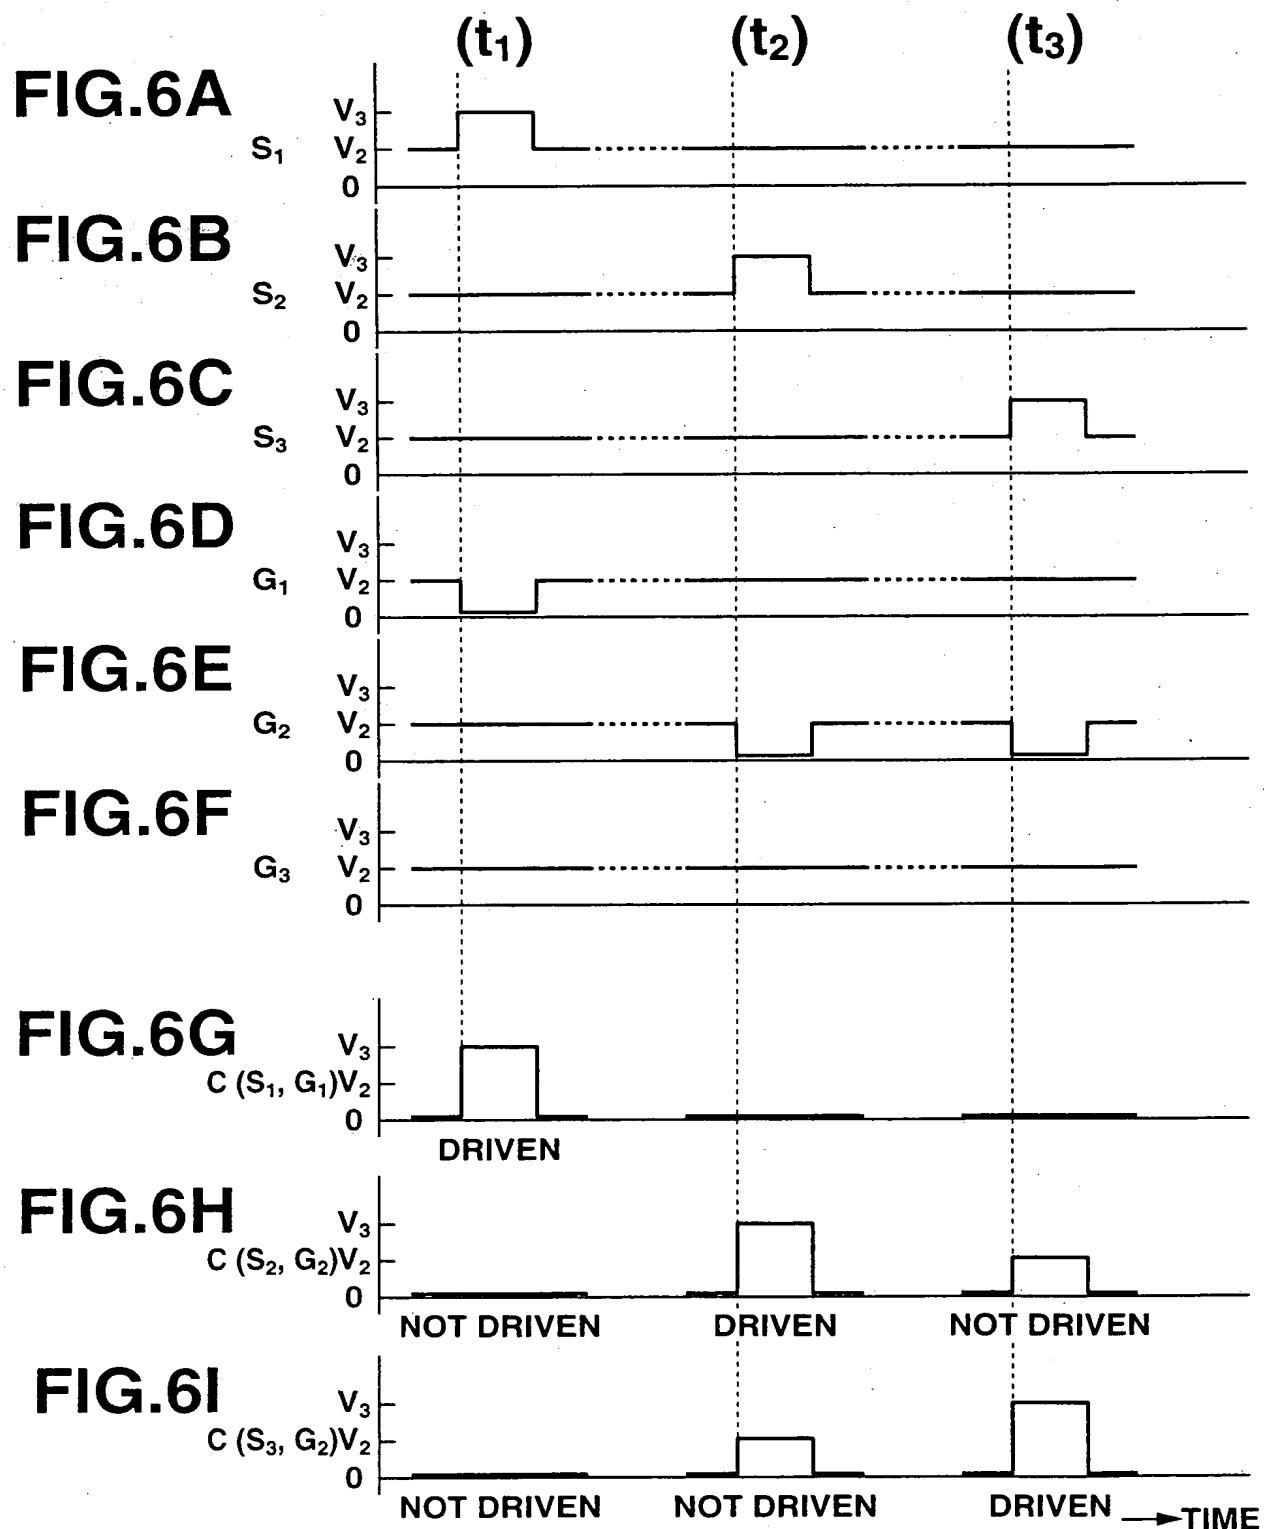 (t1) (t2) (t3)
FIG.6A
V3
S1 V2
0
FIG.6B
V3
S2 V2
0
FIG.6C
V3
S3 V2
0
FIG.6D
V3
G1 V2
0
FIG.6E
V3
G2 V2
0
FIG.6F
V3
G3 V2
0
FIG.6G
V3
C (S1, G1) V2
0
DRIVEN
FIG.6H
V3
C (S2, G2) V2
0
NOT DRIVEN DRIVEN NOT DRIVEN
FIG.6I
V3
C (S3, G2) V2
0
NOT DRIVEN NOT DRIVEN DRIVEN → TIME